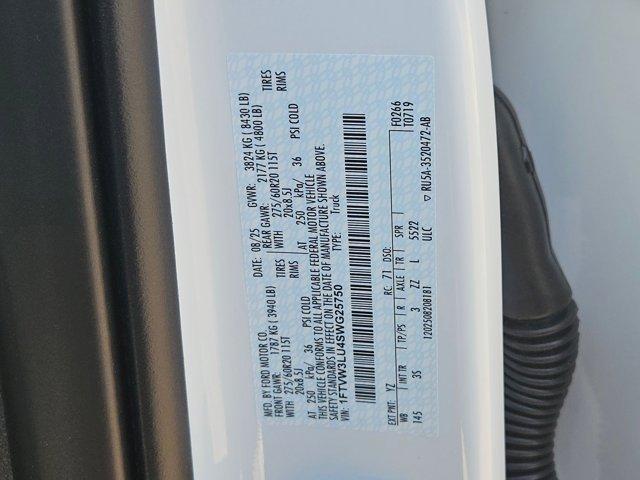 MFD. BY FORD MOTOR CO.
DATE: 08/25 GVWR: 3824 KG ( 8430 LB)
FRONT GAWR: 1787 KG ( 3940 LB) REAR GAWR: 2177 KG ( 4800 LB)
WITH 275/60R20 115T TIRES WITH 275/60R20 115T TIRES
20x8.5J RIMS 20x8.5J RIMS
AT 250 kPa/ 36 PSI COLD AT 250 kPa/ 36 PSI COLD
THIS VEHICLE CONFORMS TO ALL APPLICABLE FEDERAL MOTOR VEHICLE
SAFETY STANDARDS IN EFFECT ON THE DATE OF MANUFACTURE SHOWN ABOVE.
VIN: 1FTVW3LU4SWG25750 TYPE: Truck
EXT PNT: YZ RC: 71 DSO: F0266
WB INT TR TP/PS R AXLE TR SPR T0719
145 3S 3 ZZ L 5522
ULC
1202508208181 ▽ RU5A-3520472-AB